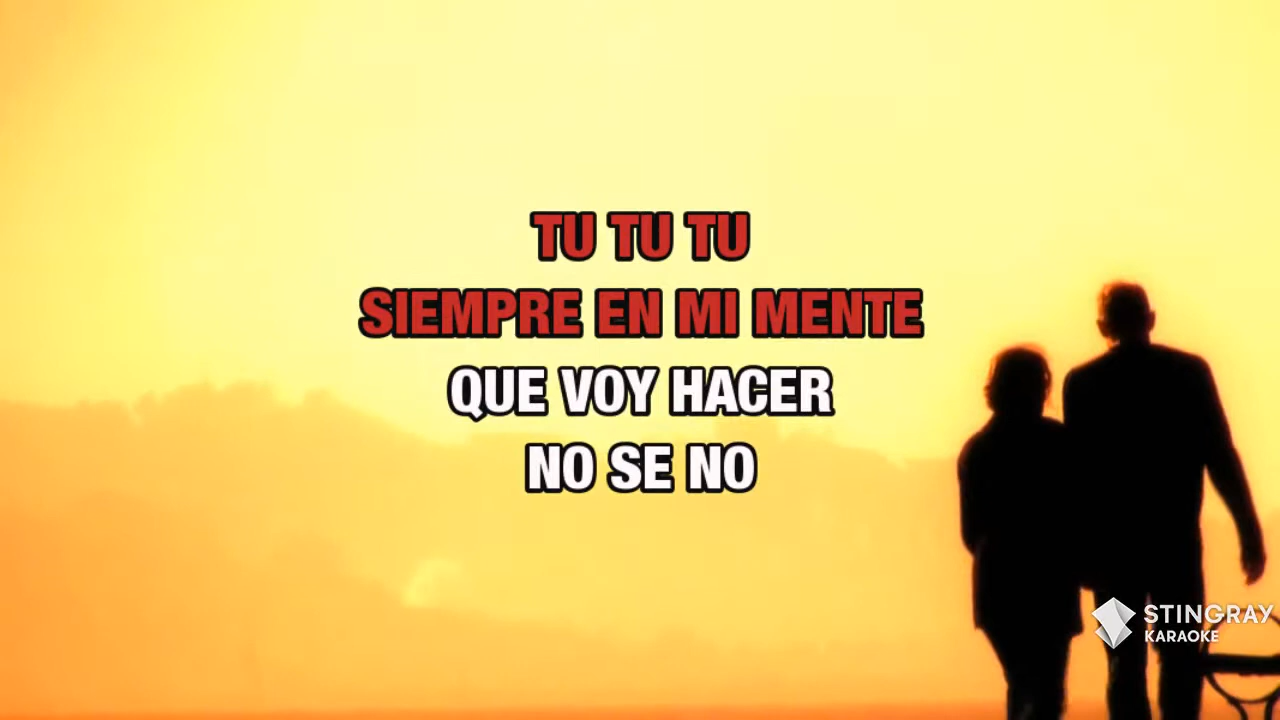 TU TU TU
SIEMPRE EN MI MENTE
QUE VOY HACER
NO SE NO
STINGRAY
KARAOKE